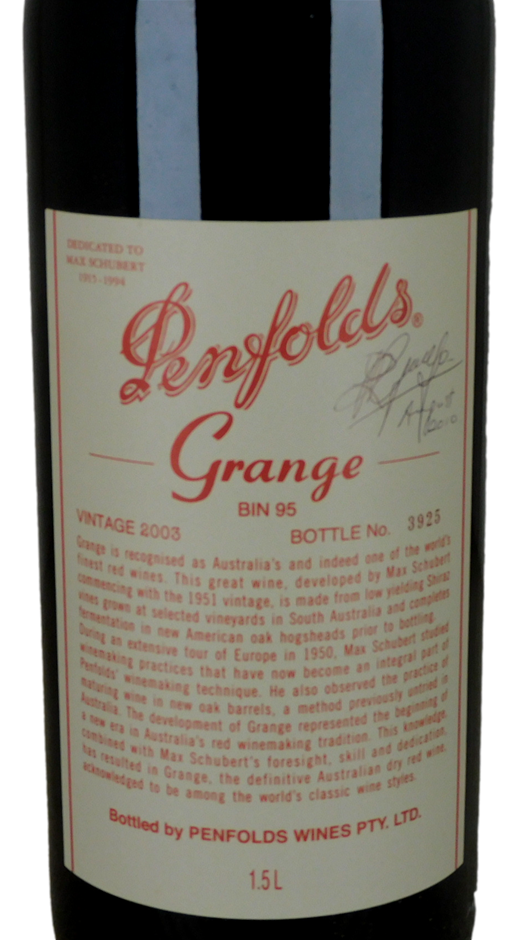 DEDICATED TO
MAX SCHUBERT
1915-1994
Penfolds®
August
2010
Grange
BIN 95
VINTAGE 2003
BOTTLE No. 3925
Grange is recognised as Australia's and indeed one of the world's
finest red wines. This great wine, developed by Max Schubert
commencing with the 1951 vintage, is made from low yielding Shiraz
vines grown at selected vineyards in South Australia and completes
fermentation in new American oak hogsheads prior to bottling.
During an extensive tour of Europe in 1950, Max Schubert studied
winemaking practices that have now become an integral part of
Penfolds' winemaking technique. He also observed the practice of
maturing wine in new oak barrels, a method previously untried in
Australia. The development of Grange represented the beginning of
a new era in Australia's red winemaking tradition. This knowledge,
combined with Max Schubert's foresight, skill and dedication,
has resulted in Grange, the definitive Australian dry red wine,
acknowledged to be among the world's classic wine styles.
Bottled by PENFOLDS WINES PTY. LTD.
1.5L